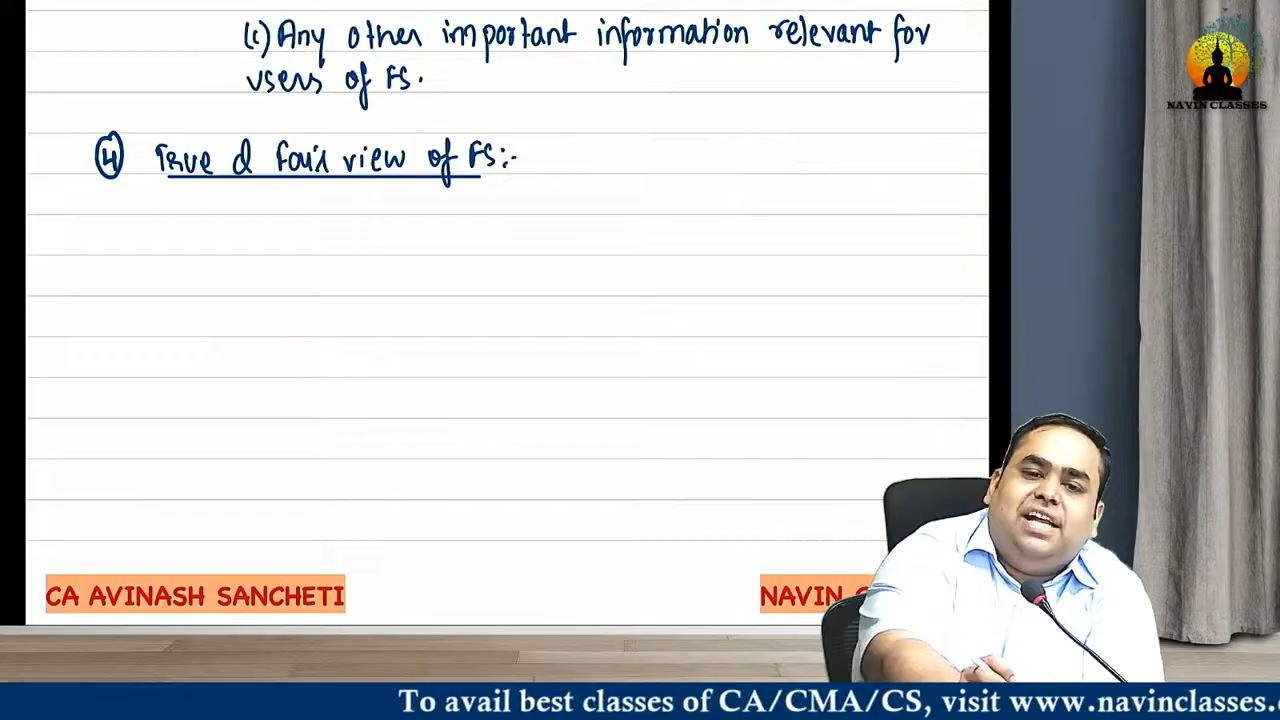 (c) Any other important information relevant for
users of FS.
NAVIN CLASSES
④ True & fair view of FS:-
CA AVINASH SANCHETI
NAVIN
To avail best classes of CA/CMA/CS, visit www.navinclasses.